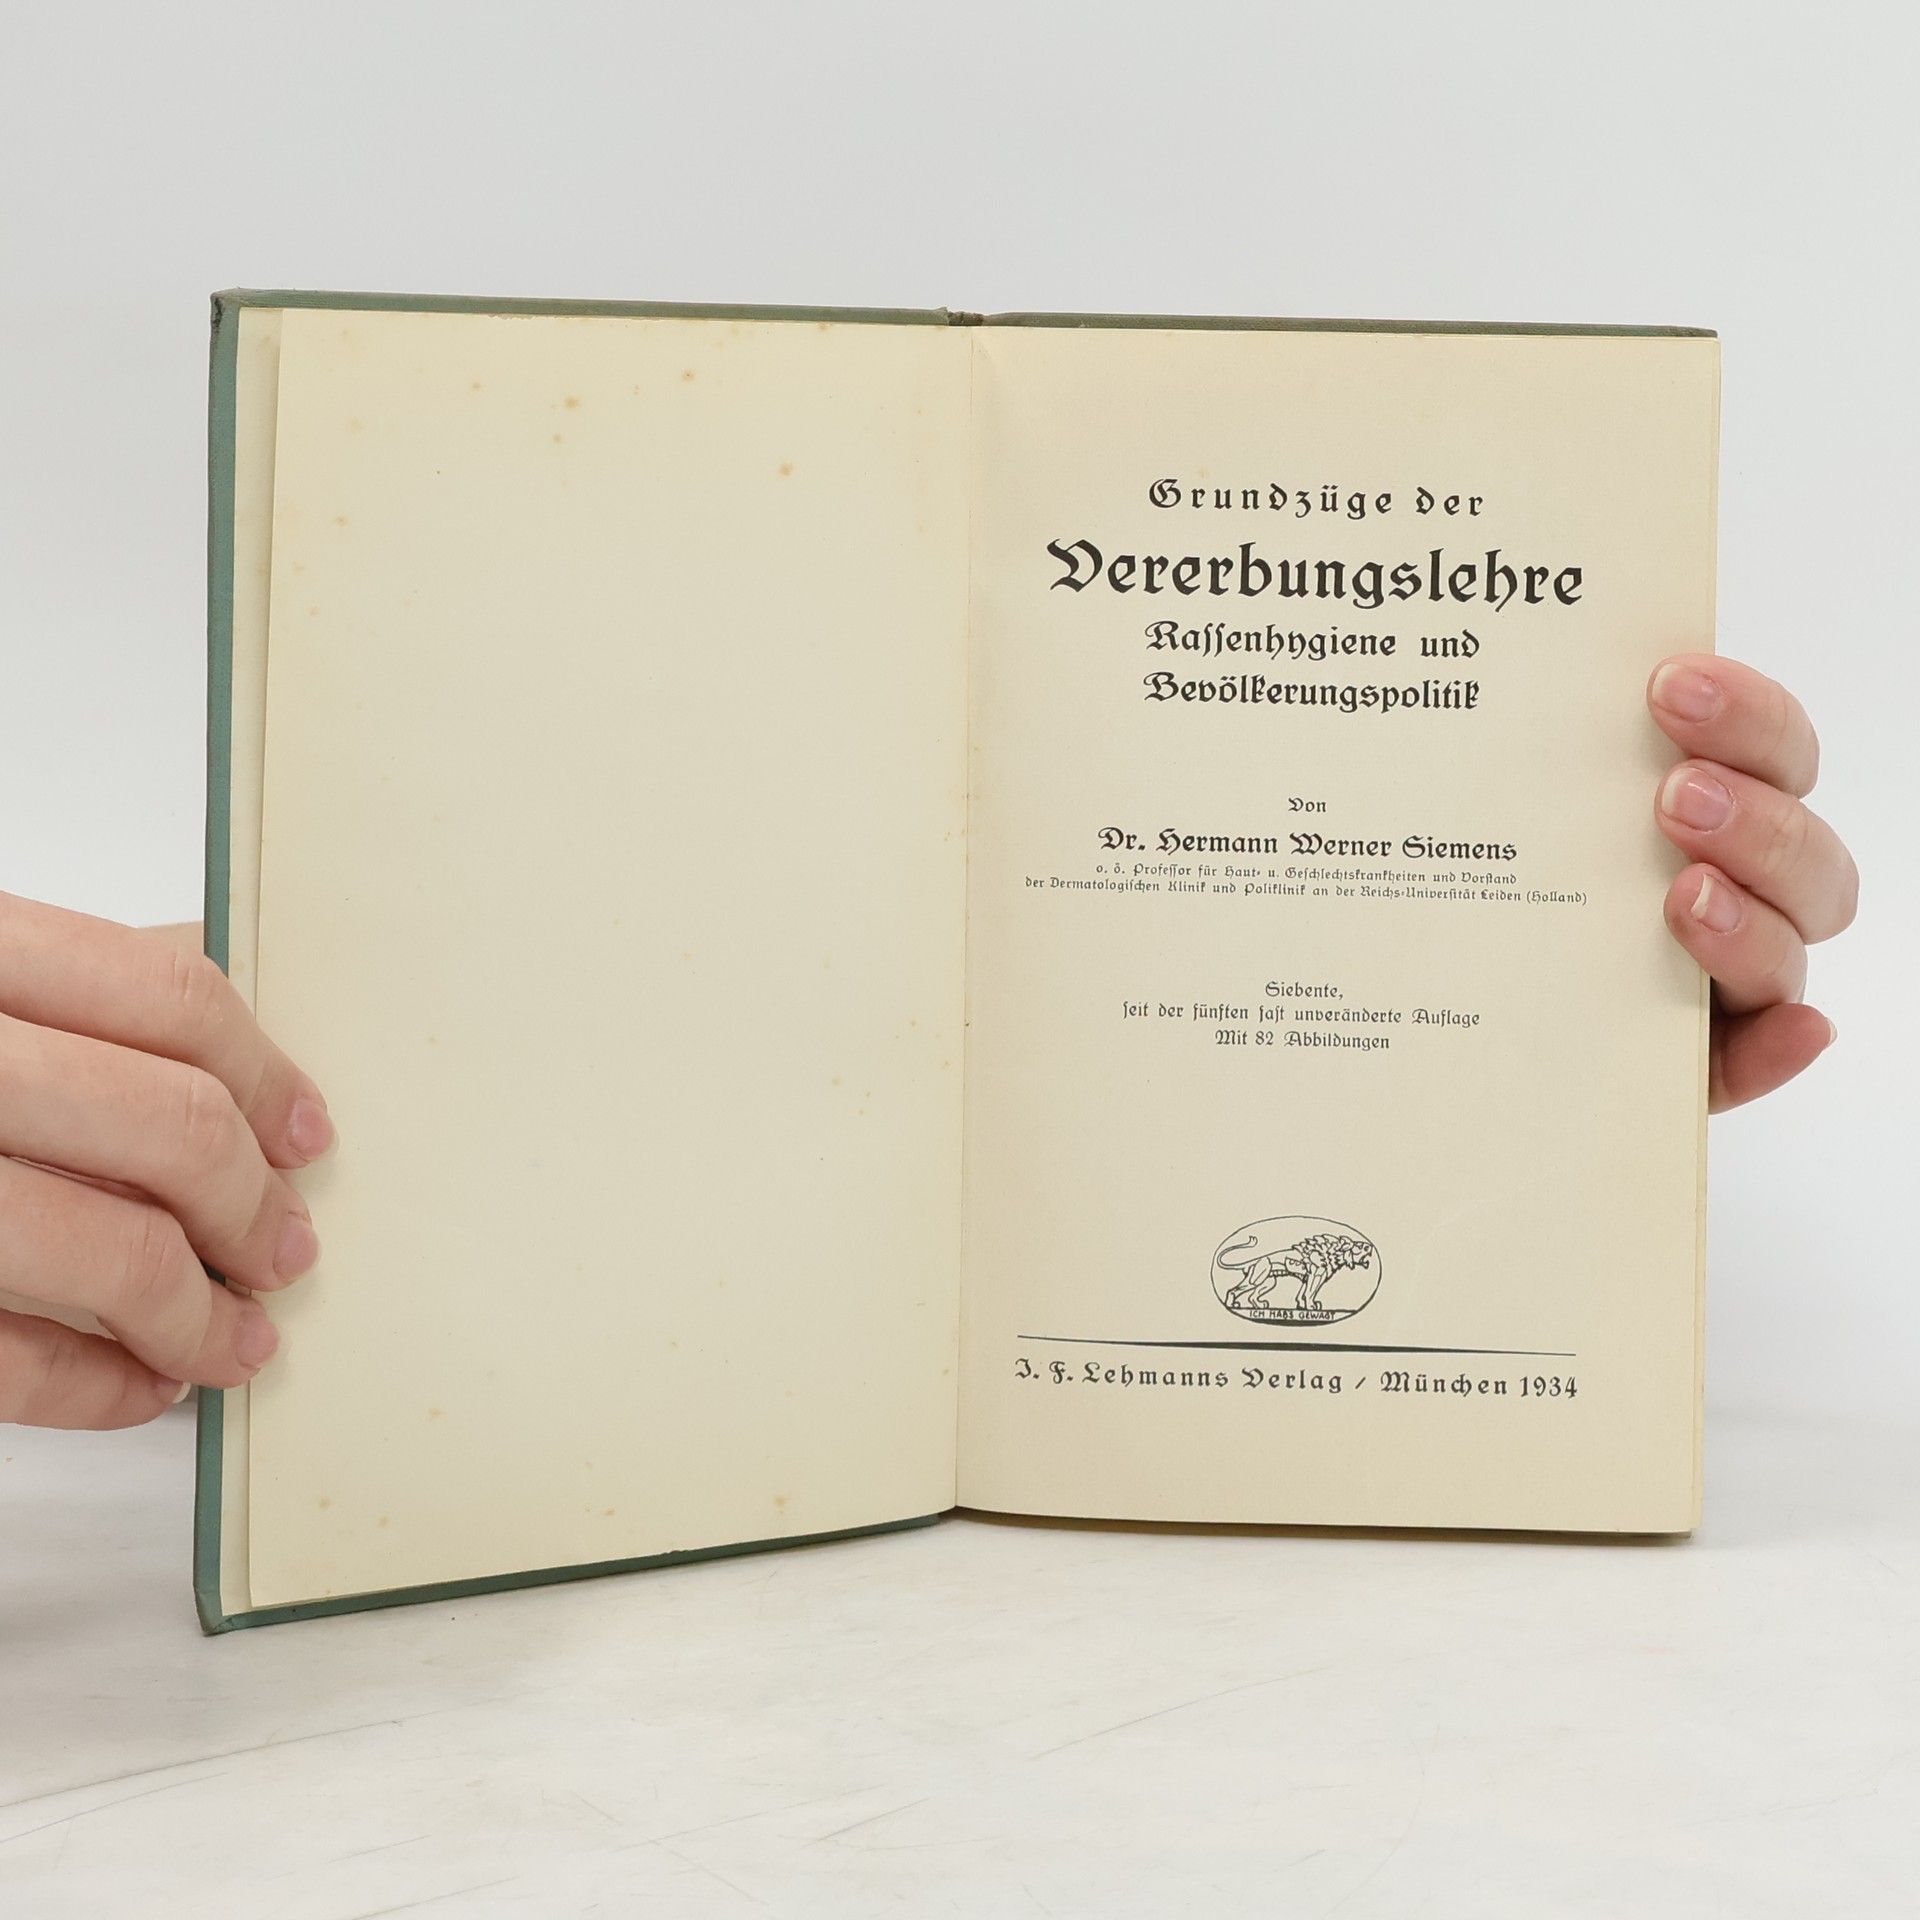 Grundzüge der
Vererbungslehre
Rassenhygiene und
Bevölkerungspolitik
Von
Dr. Hermann Werner Siemens
o. ö. Professor für Haut- u. Geschlechtskrankheiten und Vorstand
der Dermatologischen Klinik und Poliklinik an der Reichs-Universität Leiden (Holland)
Siebente,
seit der fünften fast unveränderte Auflage
Mit 82 Abbildungen
ICH HABS GEWAGT
J. F. Lehmanns Verlag / München 1934